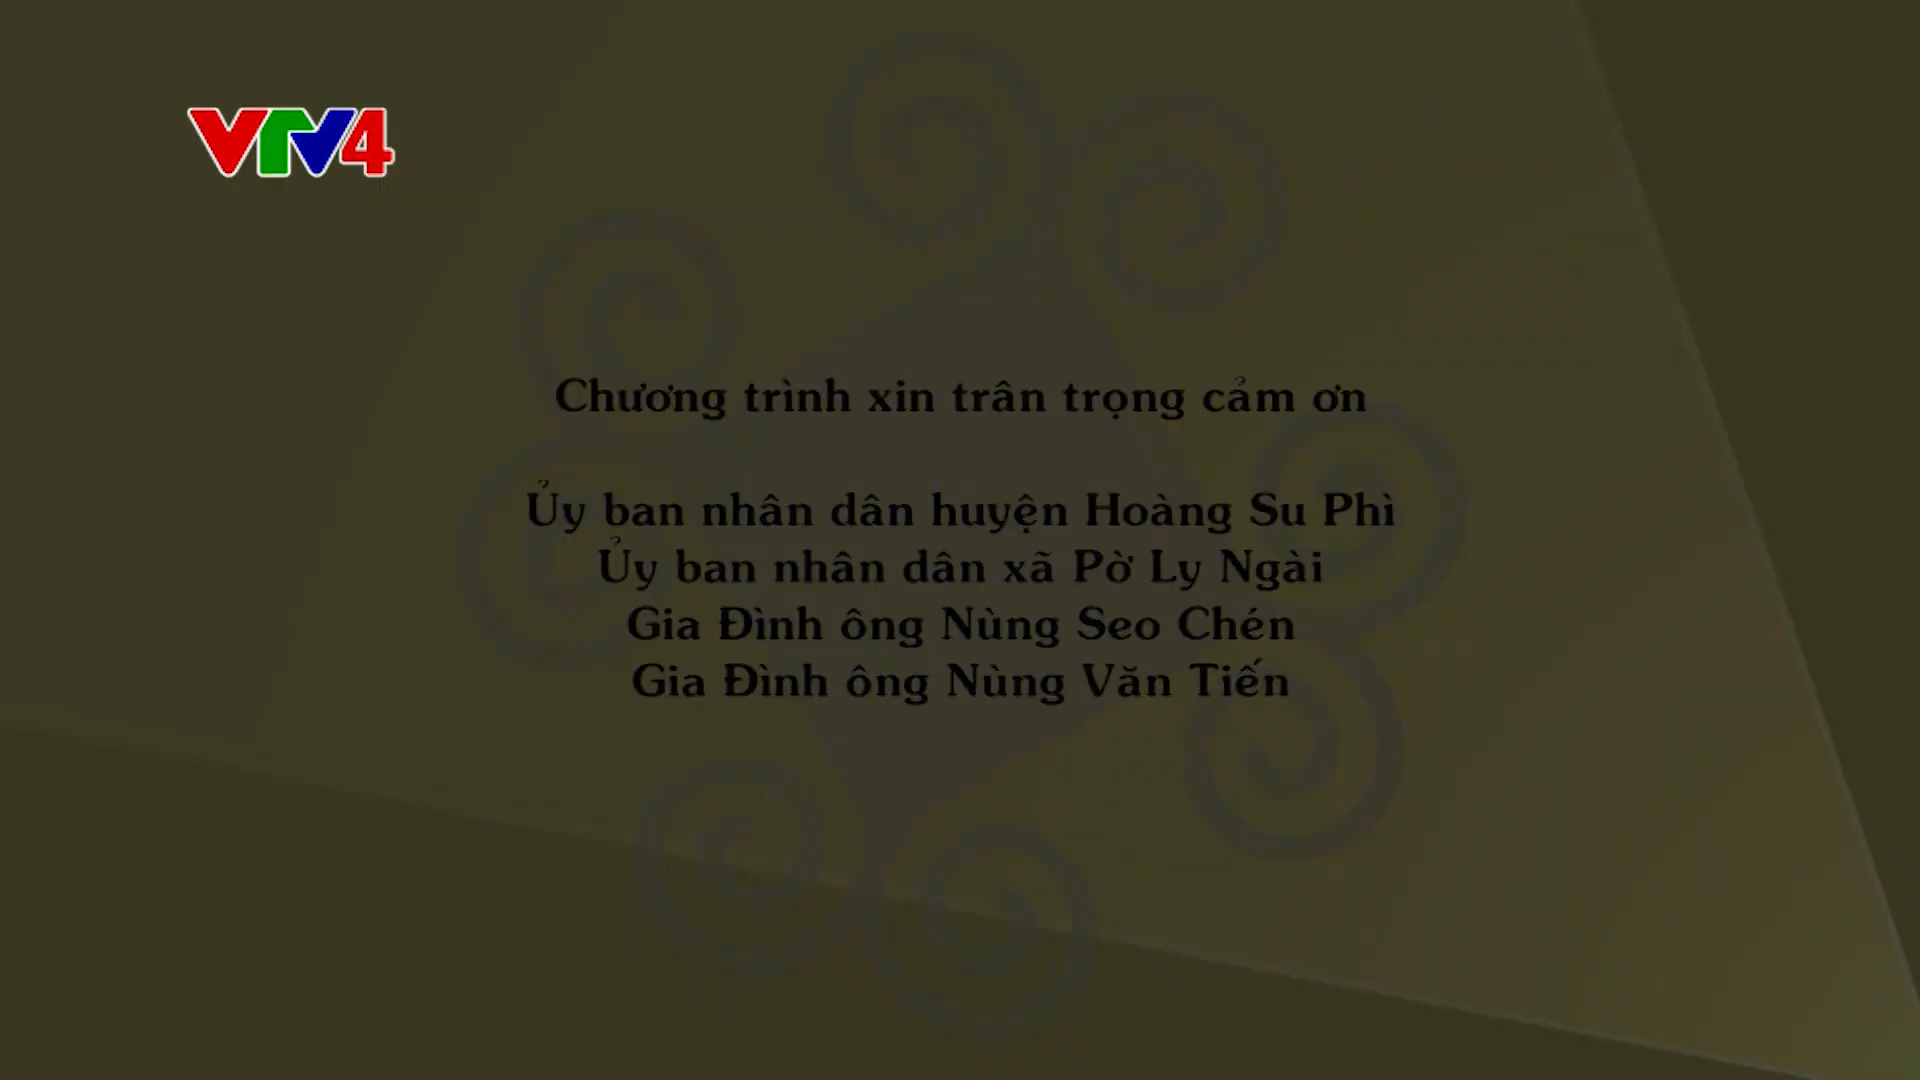 VTV4
Chương trình xin trân trọng cảm ơn
Ủy ban nhân dân huyện Hoàng Su Phì
Ủy ban nhân dân xã Pờ Ly Ngài
Gia Đình ông Nùng Seo Chén
Gia Đình ông Nùng Văn Tiến